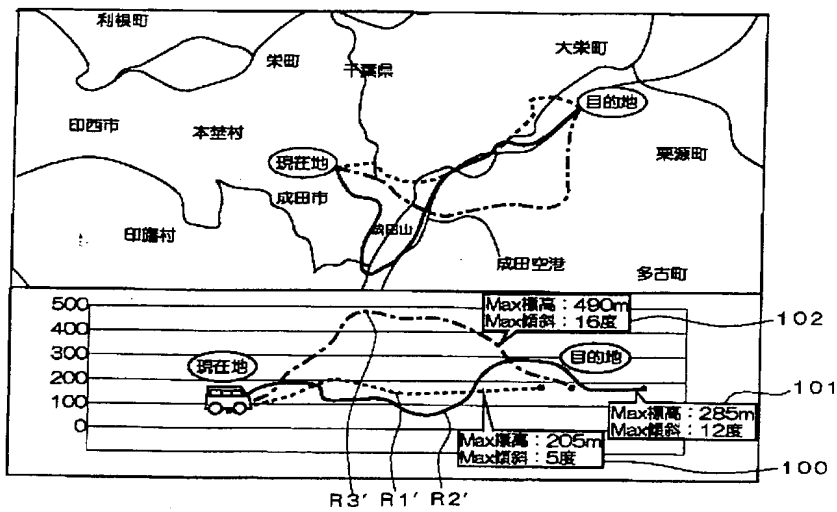 利根町
栄町
千葉県
大栄町
目的地
印西市
本埜村
現在地
栗源町
成田市
成田山
印旛村
成田空港
多古町
500
400
300
200
100
0
現在地
目的地
Max標高：490m
Max傾斜：16度
102
Max標高：285m
Max傾斜：12度
101
Max標高：205m
Max傾斜：5度
100
R3' R1' R2'